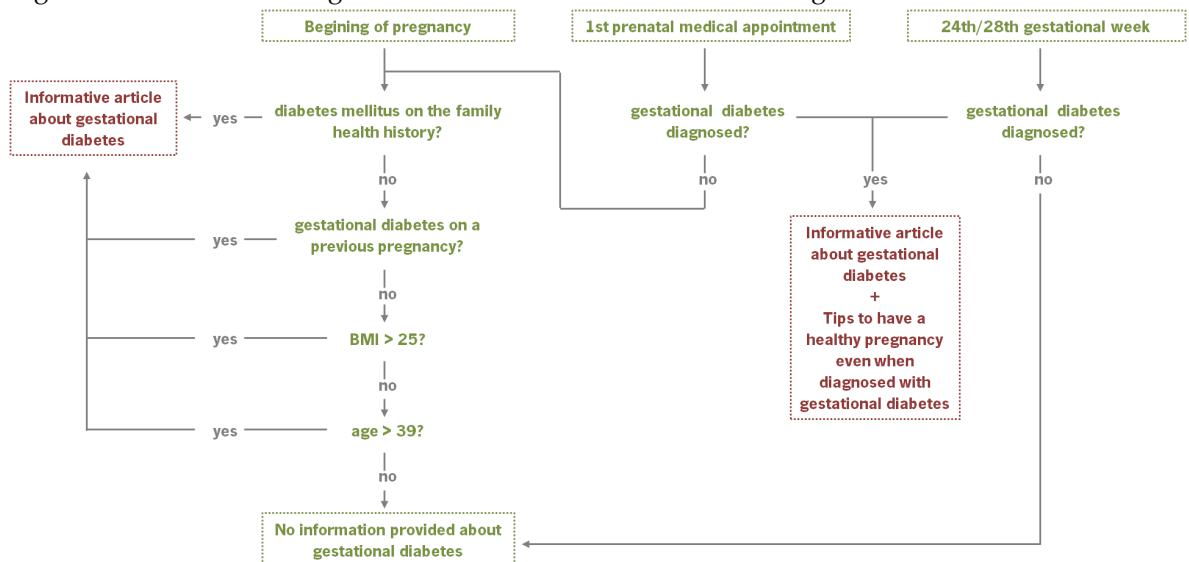 Begining of pregnancy
1st prenatal medical appointment
24th/28th gestational week
Informative article
about gestational
diabetes
yes
diabetes mellitus on the family
health history?
gestational diabetes
diagnosed?
gestational diabetes
diagnosed?
no
no
yes
no
gestational diabetes on a
previous pregnancy?
yes
Informative article
about gestational
diabetes
+
Tips to have a
healthy pregnancy
even when
diagnosed with
gestational diabetes
no
yes
BMI > 25?
no
yes
age > 39?
no
No information provided about
gestational diabetes